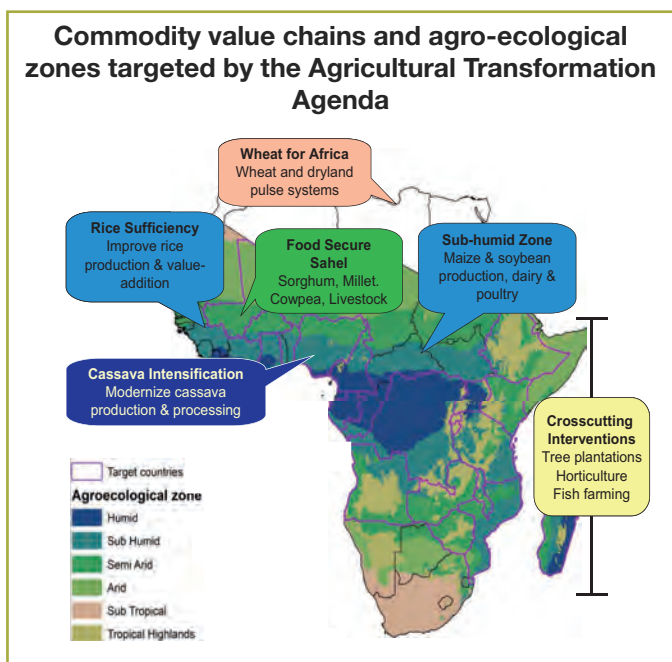 Commodity value chains and agro-ecological
zones targeted by the Agricultural Transformation
Agenda
Wheat for Africa
Wheat and dryland
pulse systems
Rice Sufficiency
Improve rice
production & value-
addition
Food Secure
Sahel
Sorghum, Millet.
Cowpea, Livestock
Sub-humid Zone
Maize & soybean
production, dairy &
poultry
Cassava Intensification
Modernize cassava
production & processing
Crosscutting
Interventions
Tree plantations
Horticulture
Fish farming
Target countries
Agroecological zone
Humid
Sub Humid
Semi Arid
Arid
Sub Tropical
Tropical Highlands